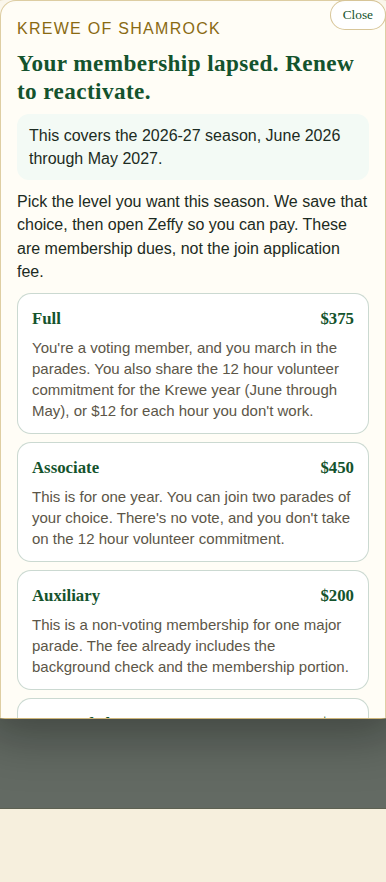 Close
KREWE OF SHAMROCK
Your membership lapsed. Renew
to reactivate.
This covers the 2026-27 season, June 2026
through May 2027.
Pick the level you want this season. We save that
choice, then open Zeffy so you can pay. These
are membership dues, not the join application
fee.
Full $375
You're a voting member, and you march in the
parades. You also share the 12 hour volunteer
commitment for the Krewe year (June through
May), or $12 for each hour you don't work.
Associate $450
This is for one year. You can join two parades of
your choice. There's no vote, and you don't take
on the 12 hour volunteer commitment.
Auxiliary $200
This is a non-voting membership for one major
parade. The fee already includes the
background check and the membership portion.